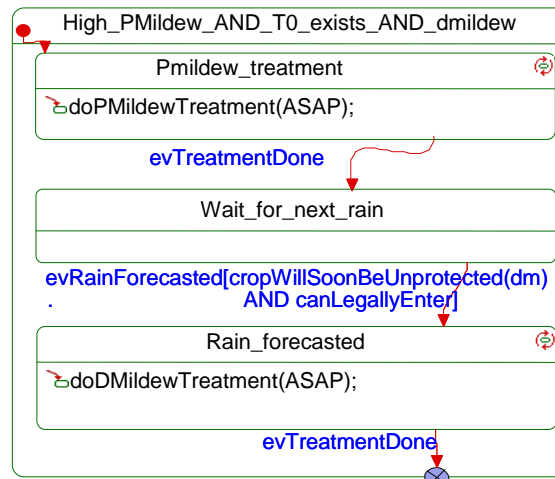 High_PMildew_AND_T0_exists_AND_dmildew
Pmildew_treatment
doPMildewTreatment(ASAP);
evTreatmentDone
Wait_for_next_rain
evRainForecasted[cropWillSoonBeUnprotected(dm)
. AND canLegallyEnter]
Rain_forecasted
doDMildewTreatment(ASAP);
evTreatmentDone